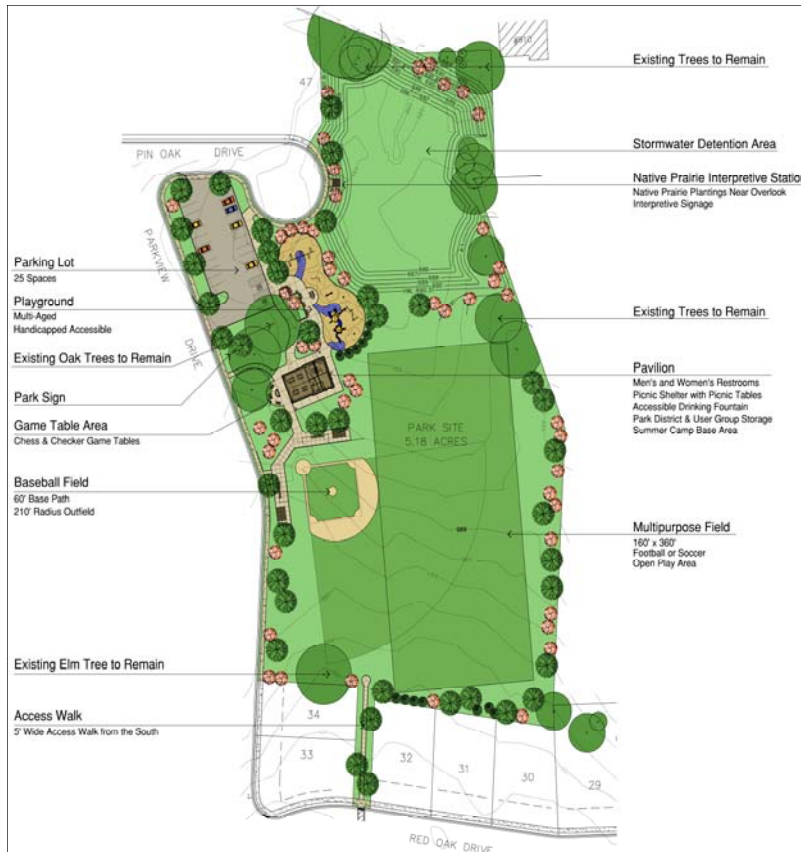 Existing Trees to Remain
47
PIN OAK DRIVE
Stormwater Detention Area
Native Prairie Interpretive Station
Native Prairie Plantings Near Overlook
Interpretive Signage
PARKVIEW
DRIVE
Parking Lot
25 Spaces
Playground
Multi-Aged
Handicapped Accessible
Existing Oak Trees to Remain
Park Sign
Game Table Area
Chess & Checker Game Tables
Existing Trees to Remain
Pavilion
Men's and Women's Restrooms
Picnic Shelter with Picnic Tables
Accessible Drinking Fountain
Park District & User Group Storage
Summer Camp Base Area
PARK SITE
5.18 ACRES
Baseball Field
60' Base Path
210' Radius Outfield
Multipurpose Field
160' x 360'
Football or Soccer
Open Play Area
Existing Elm Tree to Remain
Access Walk
5' Wide Access Walk from the South
34
33
32
31
30
29
RED OAK DRIVE